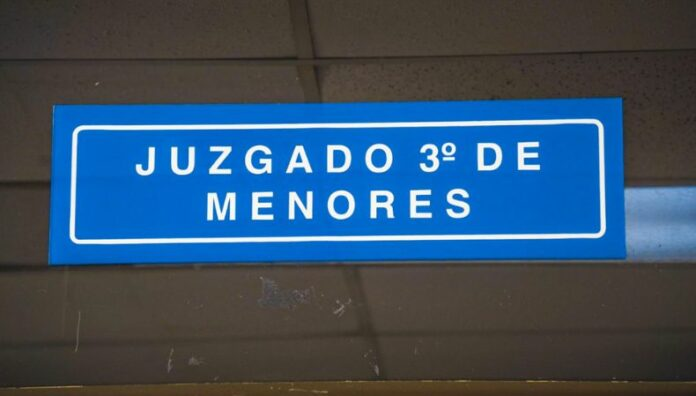 JUZGADO 3º DE
MENORES